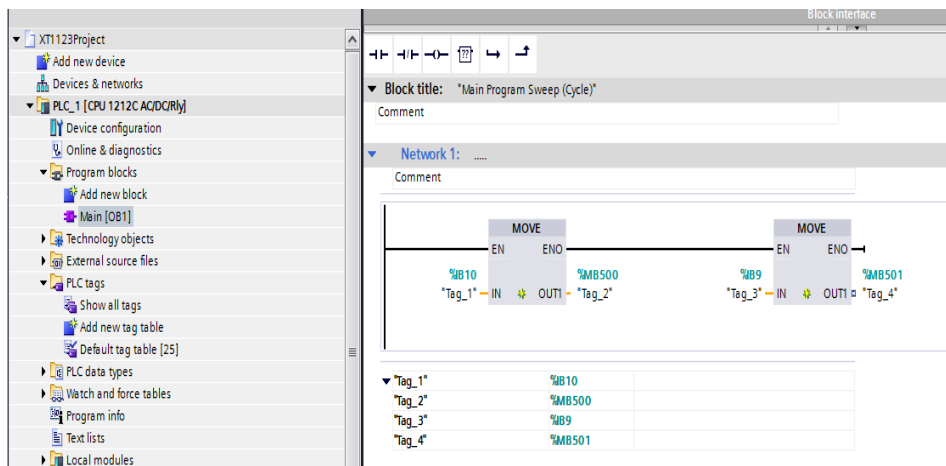 Block interface
XT1123Project
Add new device
Devices & networks
PLC_1 [CPU 1212C AC/DC/Rly]
Device configuration
Online & diagnostics
Program blocks
Add new block
Main [OB1]
Technology objects
External source files
PLC tags
Show all tags
Add new tag table
Default tag table [25]
PLC data types
Watch and force tables
Program info
Text lists
Local modules
??
Block title: "Main Program Sweep (Cycle)"
Comment
Network 1: .....
Comment
MOVE MOVE
EN ENO EN ENO
%IB10 %MB500 %IB9 %MB501
"Tag_1" IN OUT1 "Tag_2" "Tag_3" IN OUT1 "Tag_4"
"Tag_1" %IB10
"Tag_2" %MB500
"Tag_3" %IB9
"Tag_4" %MB501